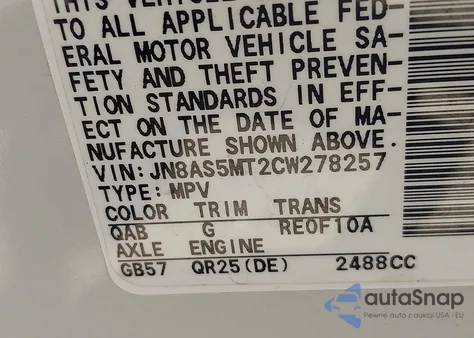 THIS VEHICLE
TO ALL APPLICABLE FED-
ERAL MOTOR VEHICLE SA-
FETY AND THEFT PREVEN-
TION STANDARDS IN EFF-
ECT ON THE DATE OF MA-
NUFACTURE SHOWN ABOVE.
VIN: JN8AS5MT2CW278257
TYPE: MPV
COLOR TRIM TRANS
QAB G RE0F10A
AXLE ENGINE
GB57 QR25(DE) 2488CC
autoSnap
Pewne auta z aukcji USA i EU